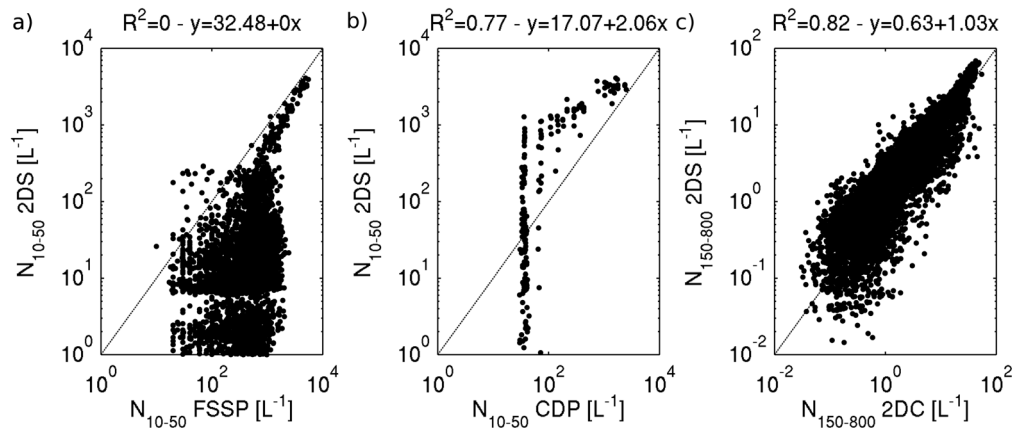 a) R²=0 - y=32.48+0x
10⁴
10³
10²
10¹
10⁰
N₁₀₋₅₀ 2DS [L⁻¹]
10⁰ 10² 10⁴
N₁₀₋₅₀ FSSP [L⁻¹]
b) R²=0.77 - y=17.07+2.06x
10⁴
10³
10²
10¹
10⁰
N₁₀₋₅₀ 2DS [L⁻¹]
10⁰ 10² 10⁴
N₁₀₋₅₀ CDP [L⁻¹]
c) R²=0.82 - y=0.63+1.03x
10²
10¹
10⁰
10⁻¹
10⁻²
N₁₅₀₋₈₀₀ 2DS [L⁻¹]
10⁻² 10⁰ 10²
N₁₅₀₋₈₀₀ 2DC [L⁻¹]